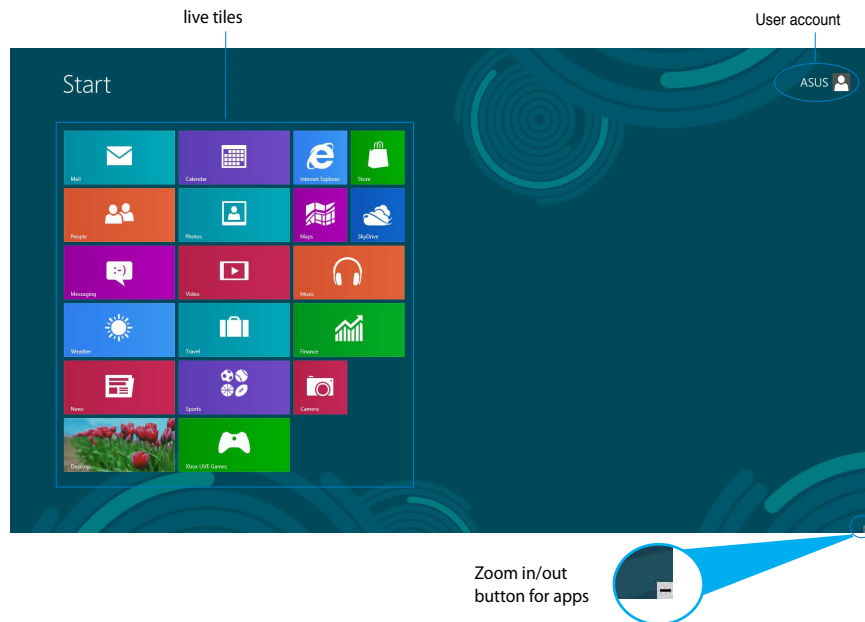 live tiles
User account
Start
ASUS
Mail
Calendar
Internet Explorer
Store
People
Photos
Maps
SkyDrive
Messaging
Video
Music
Weather
Travel
Finance
News
Sports
Camera
Desktop
Xbox LIVE Games
Zoom in/out
button for apps